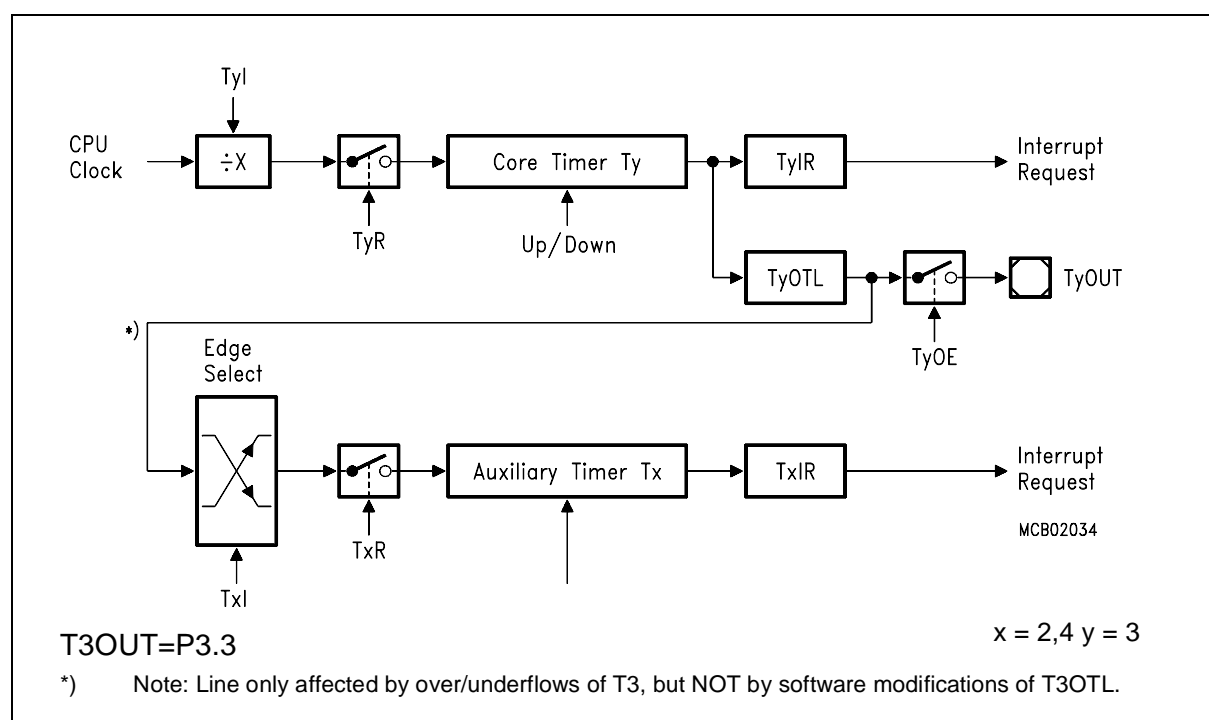 TyI
CPU
Clock
÷X
Core Timer Ty
TyIR
Interrupt
Request
TyR
Up/Down
TyOTL
TyOUT
*)
TyOE
Edge
Select
Auxiliary Timer Tx
TxIR
Interrupt
Request
TxR
MCB02034
TxI
T3OUT=P3.3
x = 2,4 y = 3
*) Note: Line only affected by over/underflows of T3, but NOT by software modifications of T3OTL.